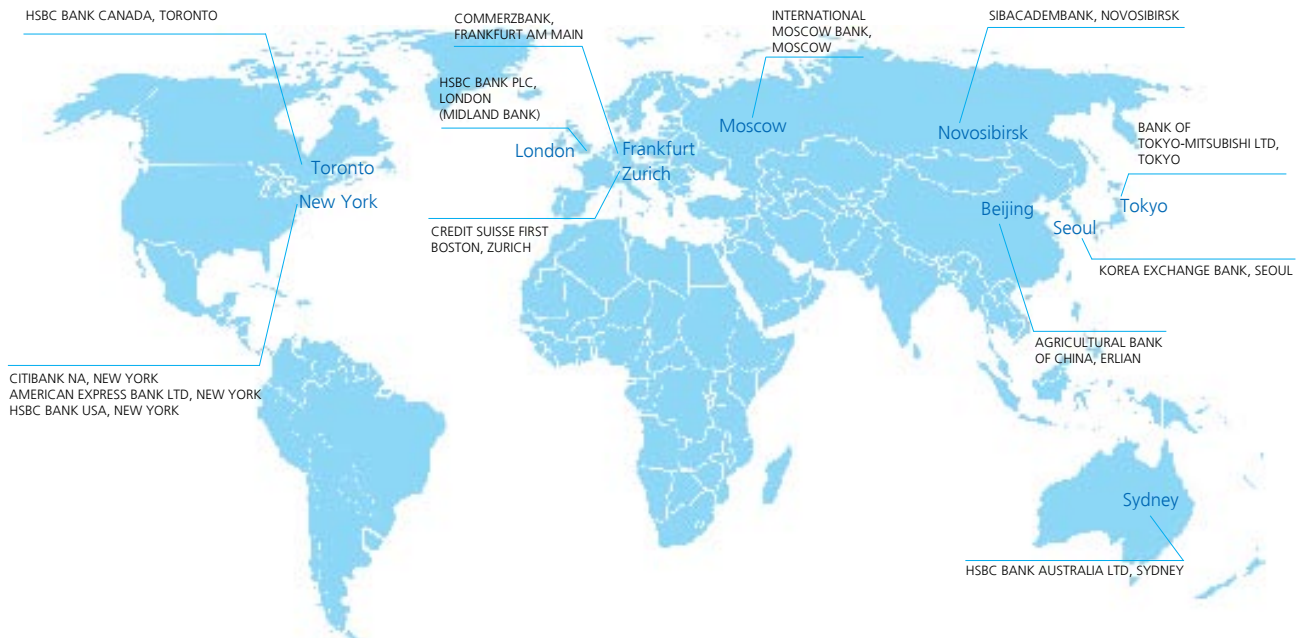 HSBC BANK CANADA, TORONTO
COMMERZBANK,
FRANKFURT AM MAIN
INTERNATIONAL
MOSCOW BANK,
MOSCOW
SIBACADEMBANK, NOVOSIBIRSK
HSBC BANK PLC,
LONDON
(MIDLAND BANK)
Moscow
Novosibirsk
BANK OF
TOKYO-MITSUBISHI LTD,
TOKYO
London
Frankfurt
Toronto
Zurich
New York
Beijing
Tokyo
Seoul
CREDIT SUISSE FIRST
BOSTON, ZURICH
KOREA EXCHANGE BANK, SEOUL
AGRICULTURAL BANK
OF CHINA, ERLIAN
CITIBANK NA, NEW YORK
AMERICAN EXPRESS BANK LTD, NEW YORK
HSBC BANK USA, NEW YORK
Sydney
HSBC BANK AUSTRALIA LTD, SYDNEY